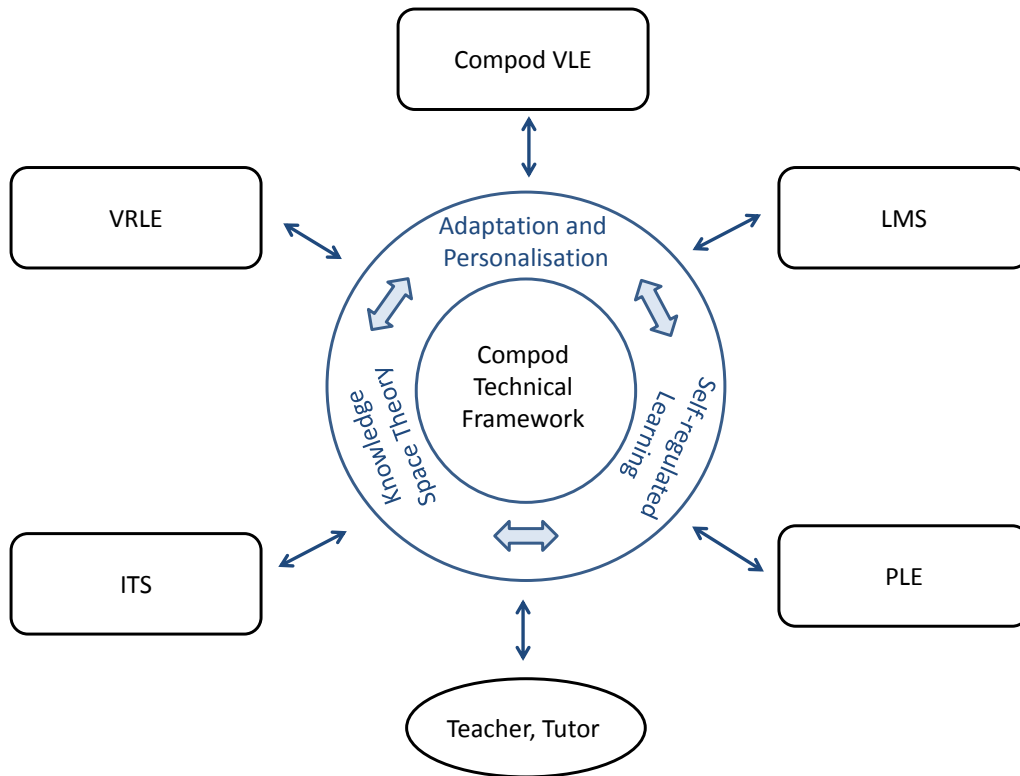 Compod VLE
VRLE
LMS
Adaptation and
Personalisation
Compod
Technical
Framework
Knowledge
Space Theory
Self-regulated
Learning
ITS
PLE
Teacher, Tutor